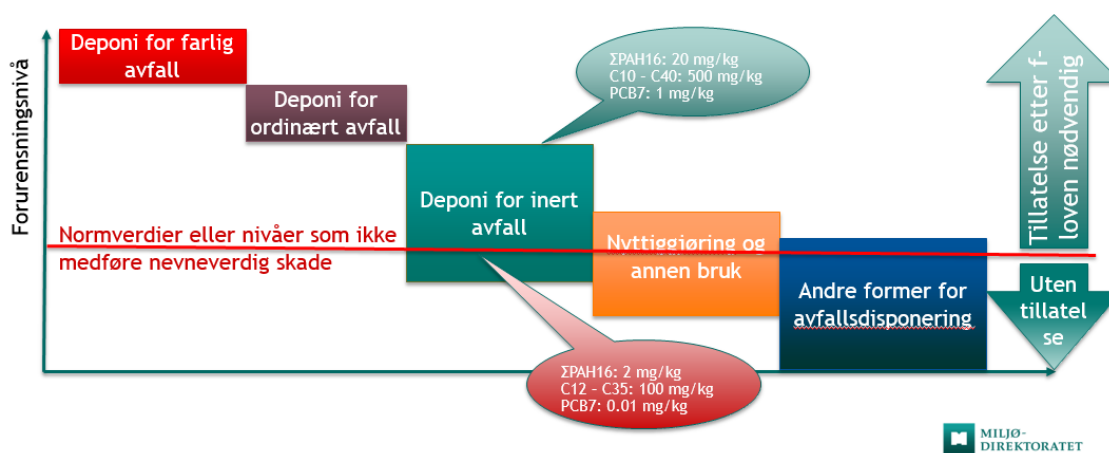 Forurensningsnivå
Deponi for farlig
avfall
Deponi for
ordinært avfall
ΣPAH16: 20 mg/kg
C10 - C40: 500 mg/kg
PCB7: 1 mg/kg
Deponi for inert
avfall
Normverdier eller nivåer som ikke
medføre nevneverdig skade
Nyttiggjøring og
annen bruk
Andre former for
avfallsdisponering
ΣPAH16: 2 mg/kg
C12 - C35: 100 mg/kg
PCB7: 0.01 mg/kg
Tillatelse etter f-
loven nødvendig
Uten
tillatel
se
MILJØ-
DIREKTORATET